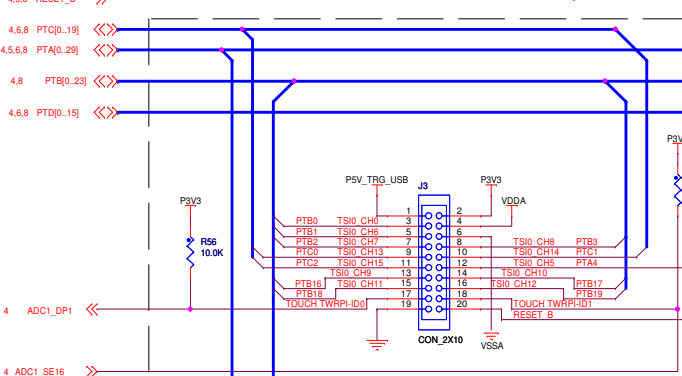 4,5,8 RESET_B
4,6,8 PTC[0..19]
4,5,6,8 PTA[0..29]
4,8 PTB[0..23]
4,6,8 PTD[0..15]
P3V3
R56
10.0K
P5V_TRG_USB
J3
P3V3
VDDA
1 2
PTB0 TSI0_CH0 3 4
PTB1 TSI0_CH6 5 6
PTB2 TSI0_CH7 7 8 TSI0_CH8 PTB3
PTC0 TSI0_CH13 9 10 TSI0_CH14 PTC1
PTC2 TSI0_CH15 11 12 TSI0_CH5 PTA4
TSI0_CH9 13 14 TSI0_CH10
PTB16 TSI0_CH11 15 16 TSI0_CH12 PTB17
PTB18 17 18 PTB19
TOUCH TWRPI-ID0 19 20 TOUCH TWRPI-ID1
RESET_B
CON_2X10
VSSA
4 ADC1_DP1
4 ADC1_SE16